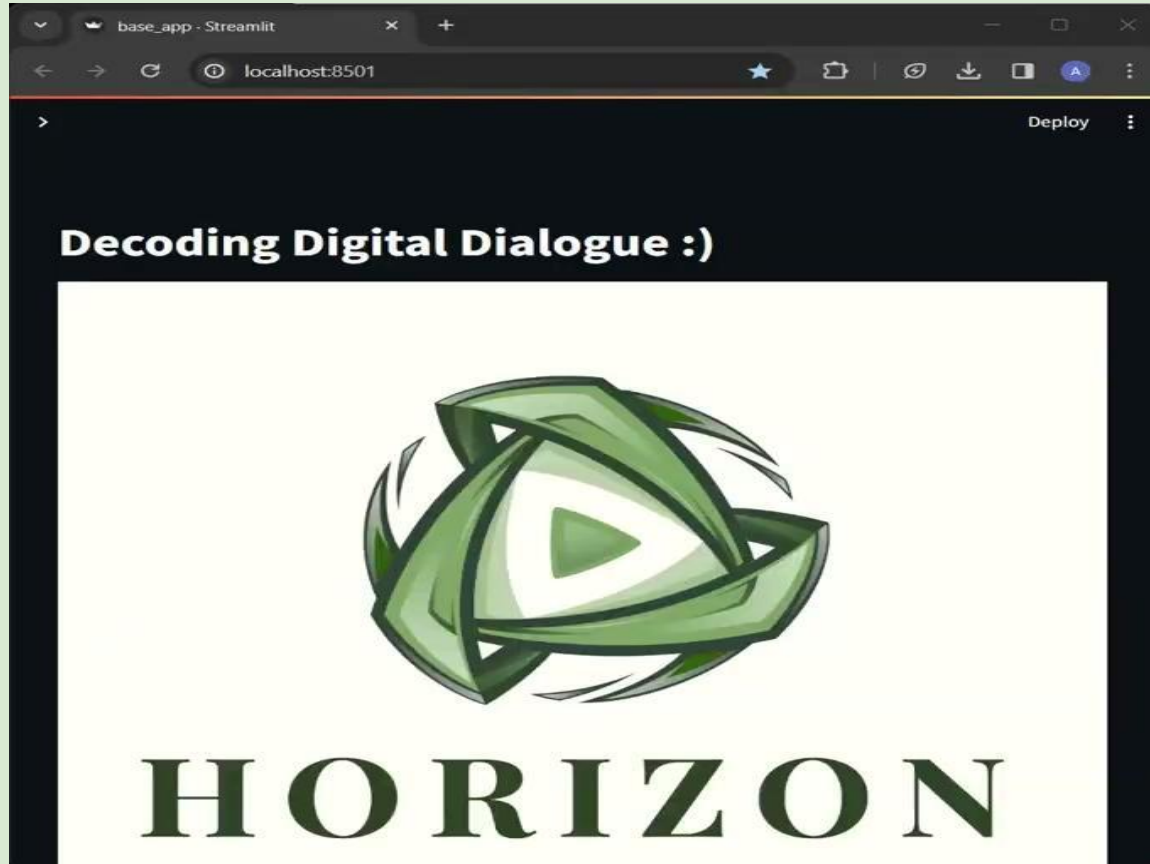 base_app · Streamlit
localhost:8501
A
Deploy
Decoding Digital Dialogue :)
HORIZON